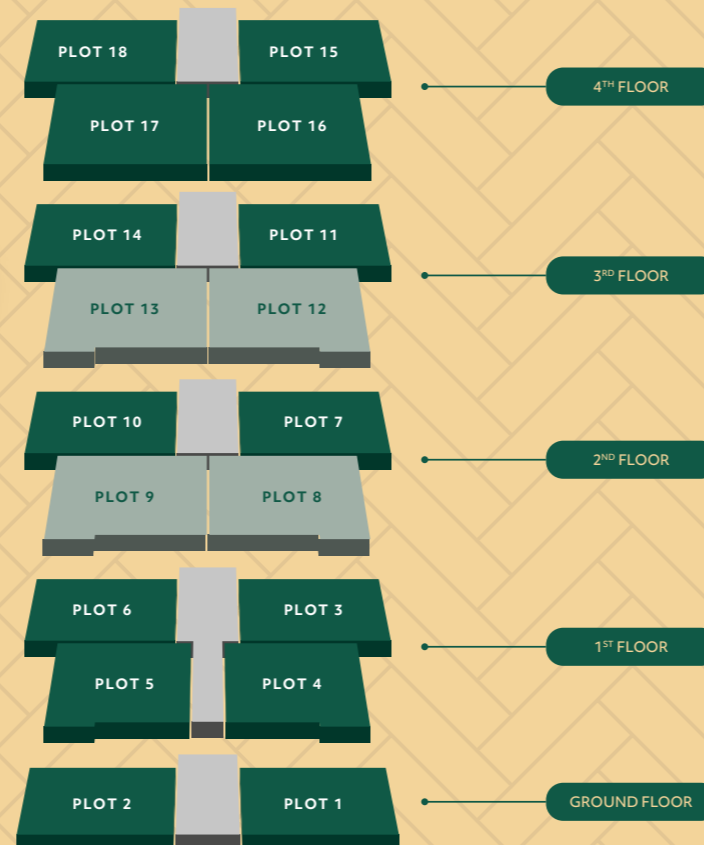 PLOT 18 PLOT 15
4TH FLOOR
PLOT 17 PLOT 16
PLOT 14 PLOT 11
3RD FLOOR
PLOT 13 PLOT 12
PLOT 10 PLOT 7
2ND FLOOR
PLOT 9 PLOT 8
PLOT 6 PLOT 3
1ST FLOOR
PLOT 5 PLOT 4
PLOT 2 PLOT 1
GROUND FLOOR